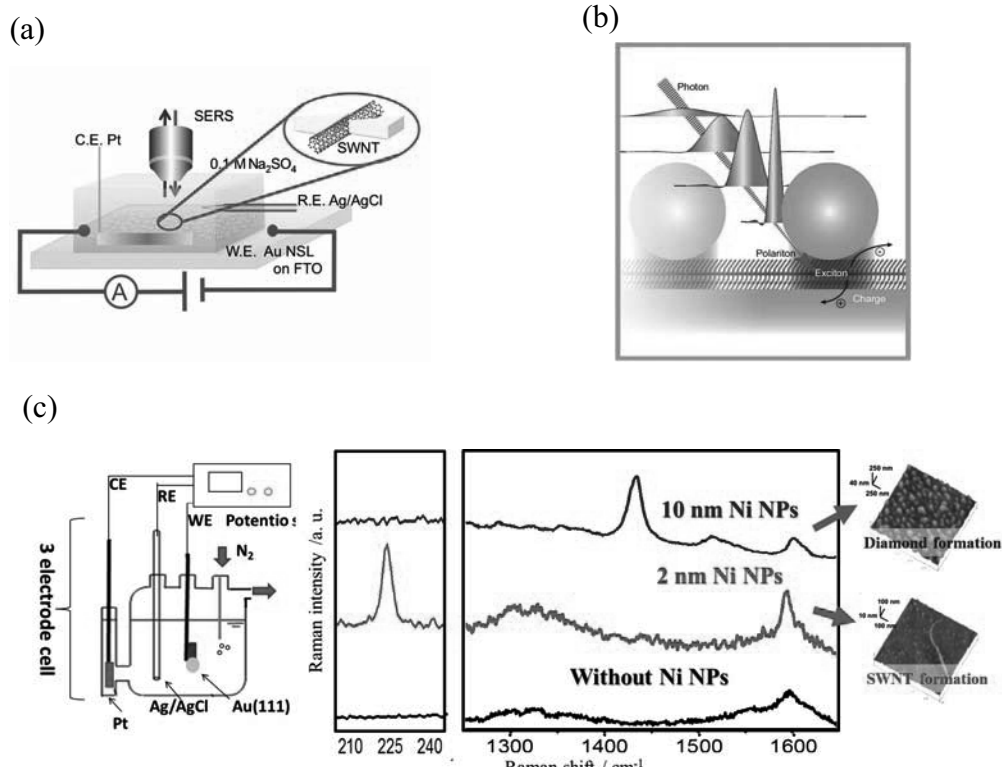 (a)
SERS
C.E. Pt
SWNT
0.1 M Na₂SO₄
R.E. Ag/AgCl
W.E. Au NSL
on FTO
A
(b)
Photon
Polariton
Exciton
Charge
(c)
3 electrode cell
CE
RE
WE
Potentios
N₂
Pt
Ag/AgCl
Au(111)
Raman intensity /a. u.
10 nm Ni NPs
2 nm Ni NPs
Without Ni NPs
210 225 240
1300 1400 1500 1600
Raman shift / cm⁻¹
250 nm
40 nm
250 nm
Diamond formation
100 nm
10 nm
100 nm
SWNT formation